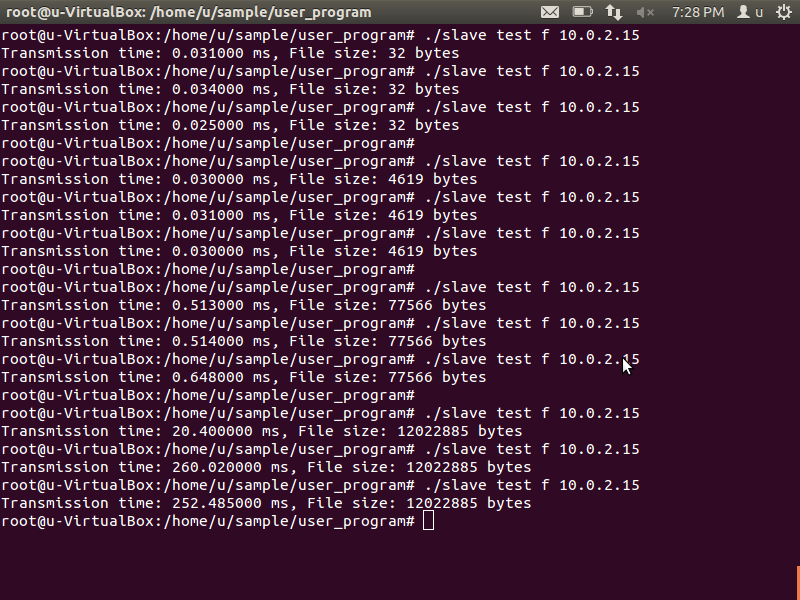 root@u-VirtualBox: /home/u/sample/user_program 7:28 PM u
root@u-VirtualBox:/home/u/sample/user_program# ./slave test f 10.0.2.15
Transmission time: 0.031000 ms, File size: 32 bytes
root@u-VirtualBox:/home/u/sample/user_program# ./slave test f 10.0.2.15
Transmission time: 0.034000 ms, File size: 32 bytes
root@u-VirtualBox:/home/u/sample/user_program# ./slave test f 10.0.2.15
Transmission time: 0.025000 ms, File size: 32 bytes
root@u-VirtualBox:/home/u/sample/user_program#
root@u-VirtualBox:/home/u/sample/user_program# ./slave test f 10.0.2.15
Transmission time: 0.030000 ms, File size: 4619 bytes
root@u-VirtualBox:/home/u/sample/user_program# ./slave test f 10.0.2.15
Transmission time: 0.031000 ms, File size: 4619 bytes
root@u-VirtualBox:/home/u/sample/user_program# ./slave test f 10.0.2.15
Transmission time: 0.030000 ms, File size: 4619 bytes
root@u-VirtualBox:/home/u/sample/user_program#
root@u-VirtualBox:/home/u/sample/user_program# ./slave test f 10.0.2.15
Transmission time: 0.513000 ms, File size: 77566 bytes
root@u-VirtualBox:/home/u/sample/user_program# ./slave test f 10.0.2.15
Transmission time: 0.514000 ms, File size: 77566 bytes
root@u-VirtualBox:/home/u/sample/user_program# ./slave test f 10.0.2.15
Transmission time: 0.648000 ms, File size: 77566 bytes
root@u-VirtualBox:/home/u/sample/user_program#
root@u-VirtualBox:/home/u/sample/user_program# ./slave test f 10.0.2.15
Transmission time: 20.400000 ms, File size: 12022885 bytes
root@u-VirtualBox:/home/u/sample/user_program# ./slave test f 10.0.2.15
Transmission time: 260.020000 ms, File size: 12022885 bytes
root@u-VirtualBox:/home/u/sample/user_program# ./slave test f 10.0.2.15
Transmission time: 252.485000 ms, File size: 12022885 bytes
root@u-VirtualBox:/home/u/sample/user_program#